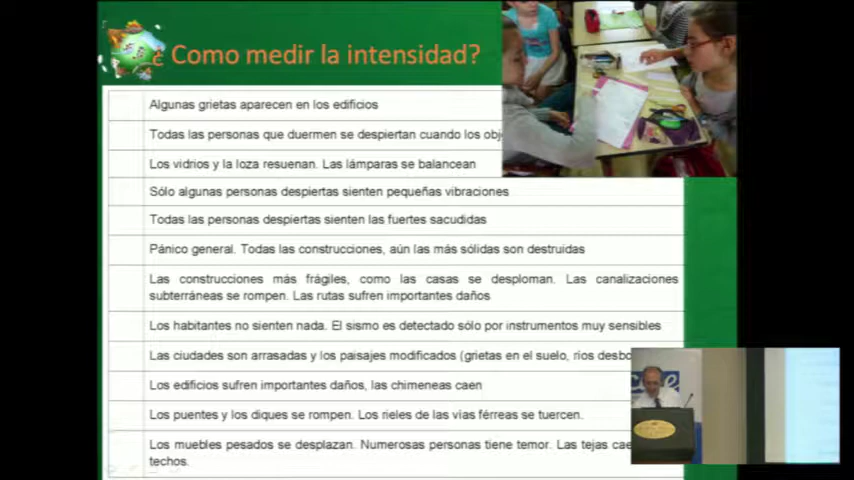 ¿ Como medir la intensidad?
Algunas grietas aparecen en los edificios
Todas las personas que duermen se despiertan cuando los
Los vidrios y la loza resuenan. Las lámparas se balancean
Sólo algunas personas despiertas sienten pequeñas vibraciones
Todas las personas despiertas sienten las fuertes sacudidas
Pánico general. Todas las construcciones, aún las más sólidas son destruidas
Las construcciones más frágiles, como las casas se desploman. Las canalizaciones
subterráneas se rompen. Las rutas sufren importantes daños
Los habitantes no sienten nada. El sismo es detectado sólo por instrumentos muy sensibles
Las ciudades son arrasadas y los paisajes modificados (grietas en el suelo, ríos
Los edificios sufren importantes daños, las chimeneas caen
Los puentes y los diques se rompen. Los rieles de las vías férreas se tuercen.
Los muebles pesados se desplazan. Numerosas personas tiene temor. Las tejas
techos.